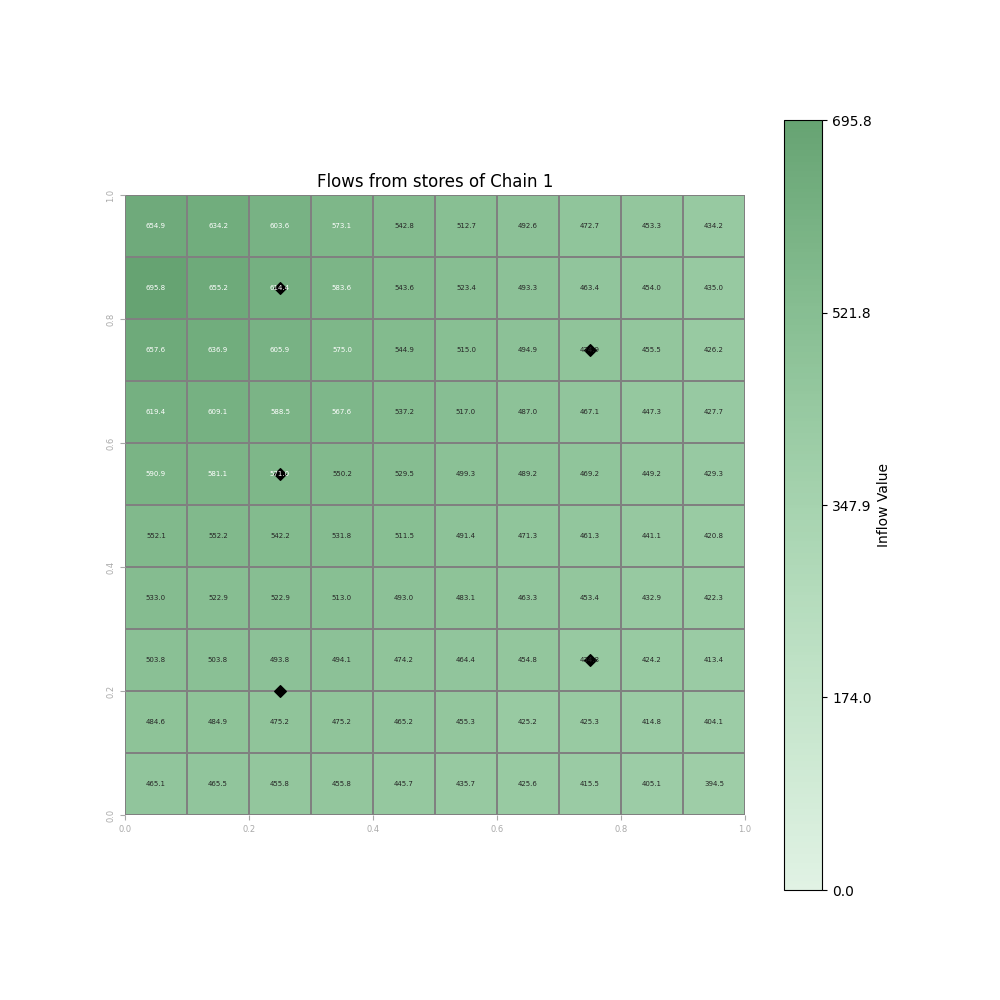 Flows from stores of Chain 1
1.0
654.9 634.2 603.6 573.1 542.8 512.7 492.6 472.7 453.3 434.2
695.8 655.2 583.6 543.6 523.4 493.3 463.4 454.0 435.0
0.8
657.6 636.9 605.9 575.0 544.9 515.0 494.9 455.5 426.2
619.4 609.1 588.5 567.6 537.2 517.0 487.0 467.1 447.3 427.7
0.6
590.9 581.1 550.2 529.5 499.3 489.2 469.2 449.2 429.3
552.1 552.2 542.2 531.8 511.5 491.4 471.3 461.3 441.1 420.8
0.4
533.0 522.9 522.9 513.0 493.0 483.1 463.3 453.4 432.9 422.3
503.8 503.8 493.8 494.1 474.2 464.4 454.8 424.2 413.4
0.2
484.6 484.9 475.2 475.2 465.2 455.3 425.2 425.3 414.8 404.1
465.1 465.5 455.8 455.8 445.7 435.7 425.6 415.5 405.1 394.5
0.0
0.0 0.2 0.4 0.6 0.8 1.0
695.8
521.8
347.9
174.0
0.0
Inflow Value